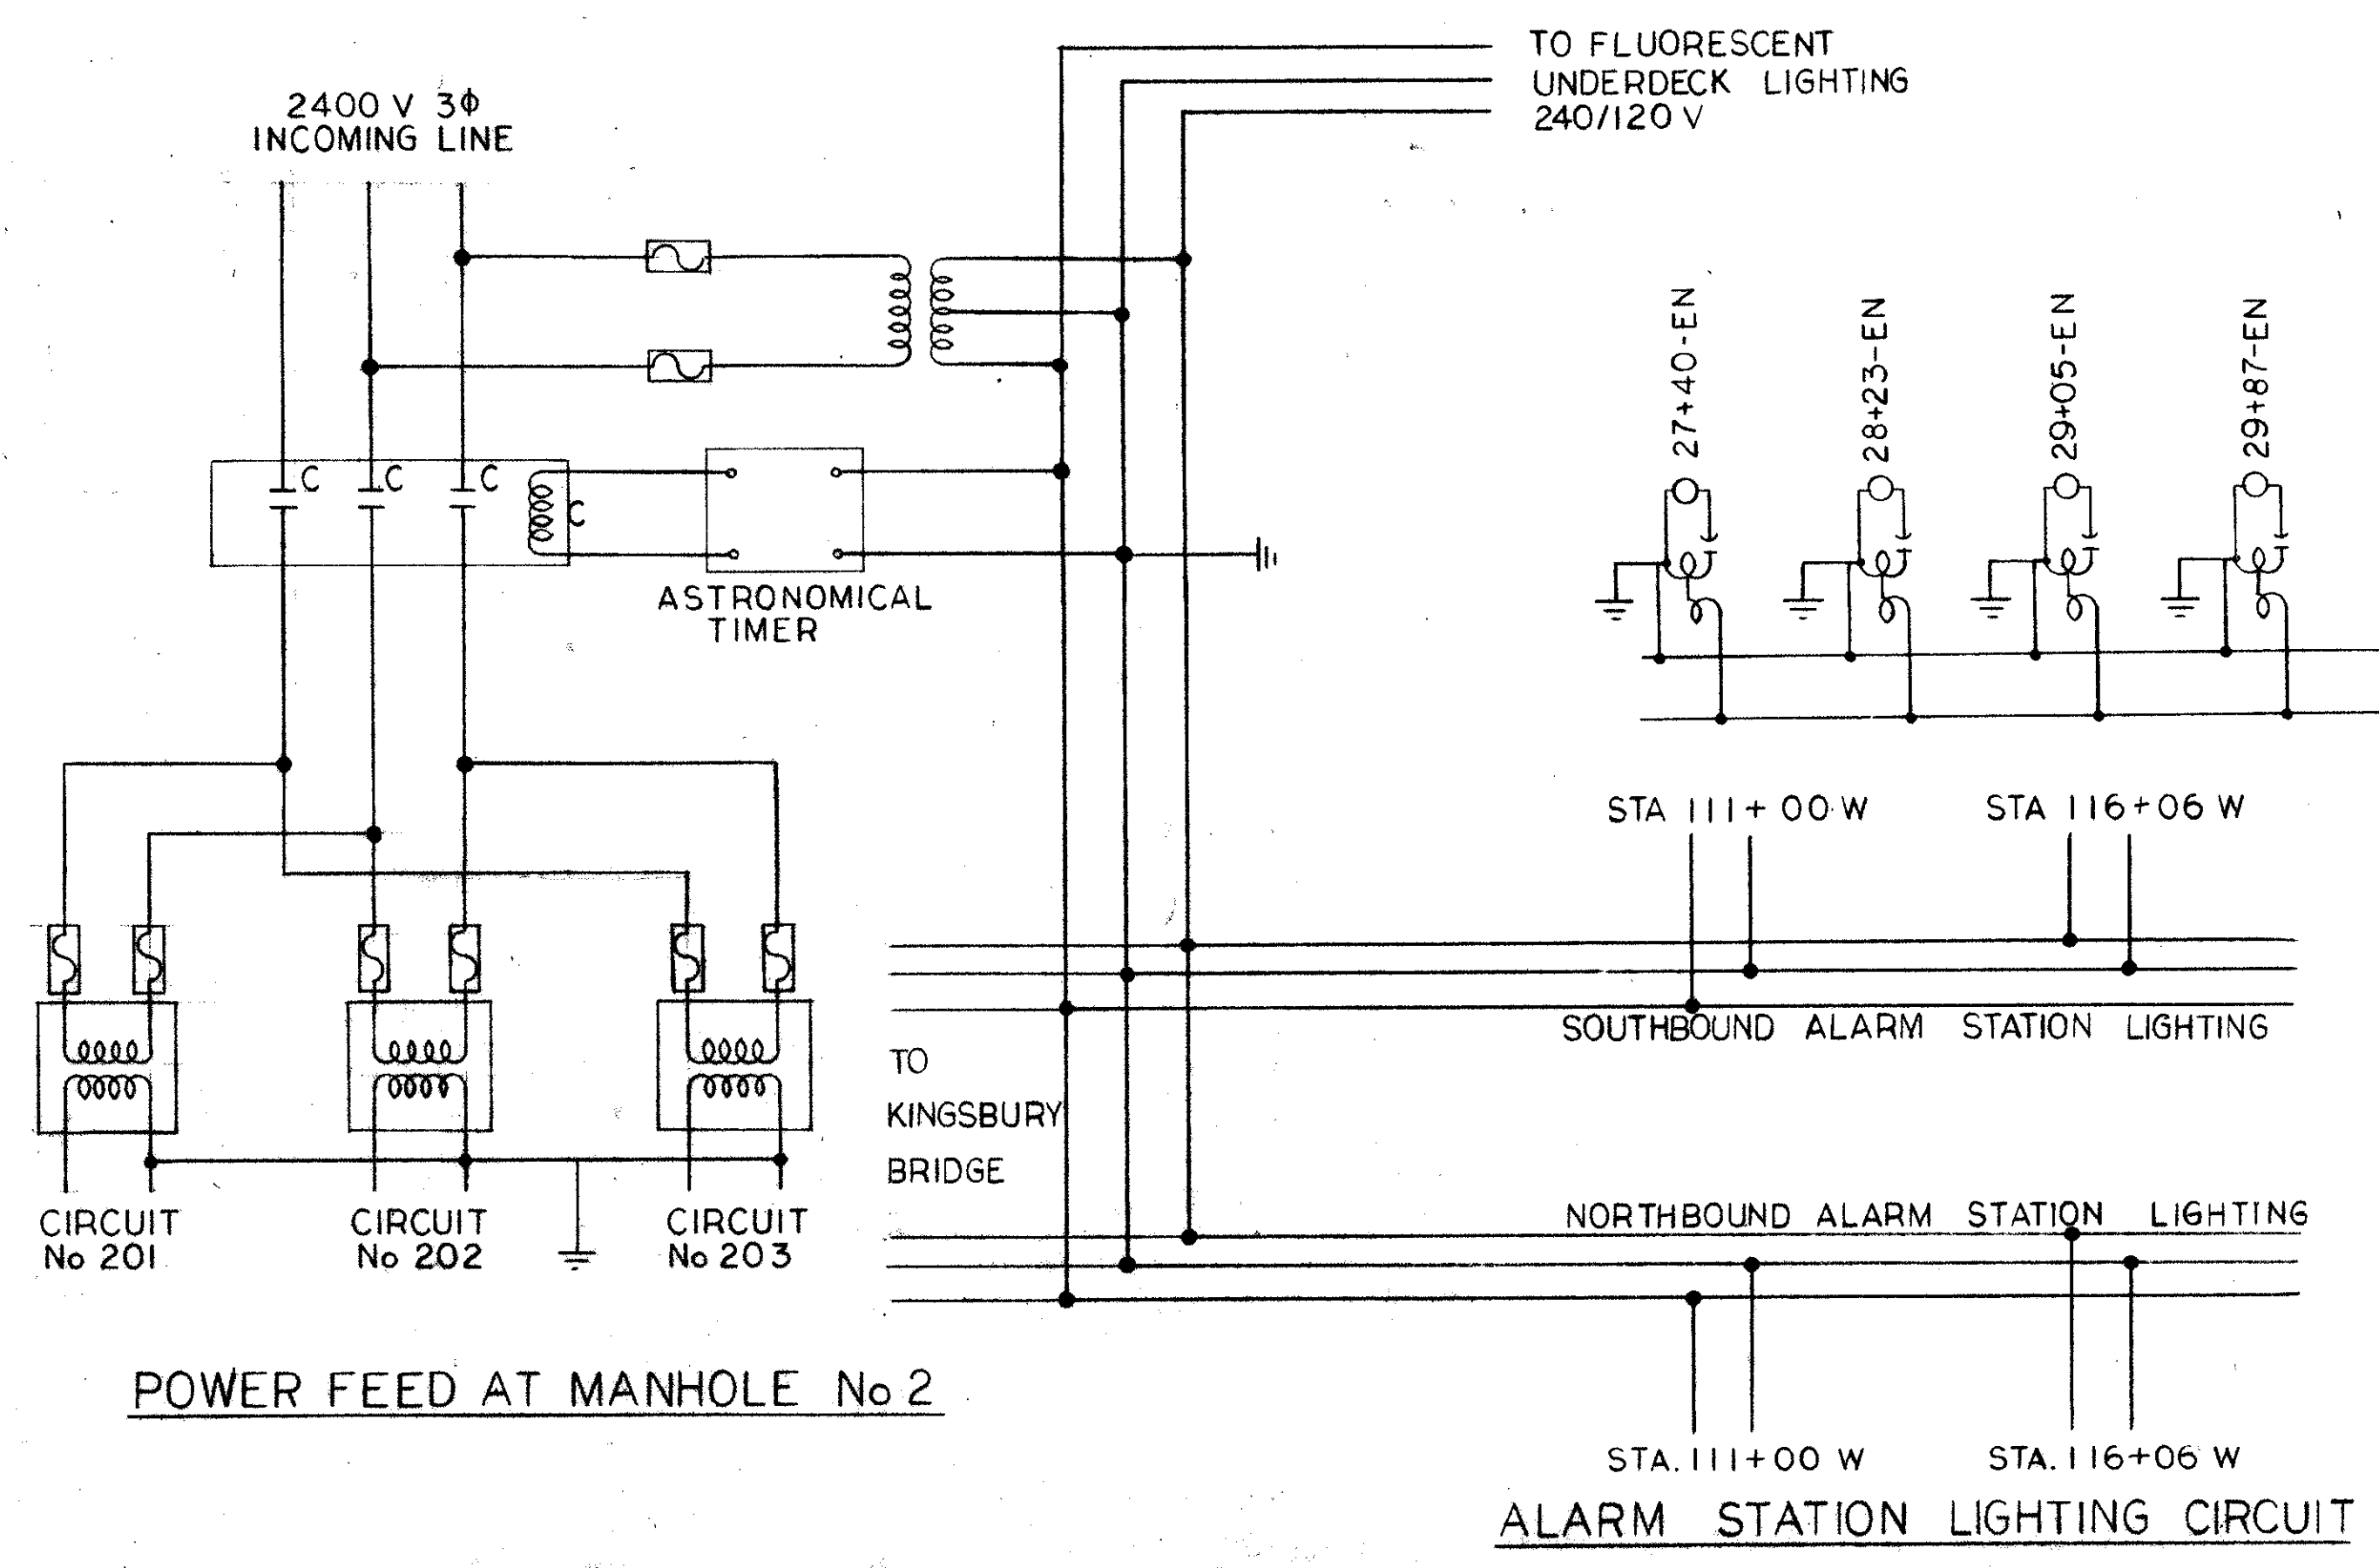 TO FLUORESCENT
UNDERDECK LIGHTING
240/120 V
2400 V 3Φ
INCOMING LINE
27+40-EN
28+23-EN
29+05-EN
29+87-EN
C
C
C
C
ASTRONOMICAL
TIMER
STA 111+00 W
STA 116+06 W
SOUTHBOUND ALARM STATION LIGHTING
TO
KINGSBURY
BRIDGE
NORTHBOUND ALARM STATION LIGHTING
CIRCUIT
No 201
CIRCUIT
No 202
CIRCUIT
No 203
POWER FEED AT MANHOLE No 2
STA. 111+00 W
STA. 116+06 W
ALARM STATION LIGHTING CIRCUIT